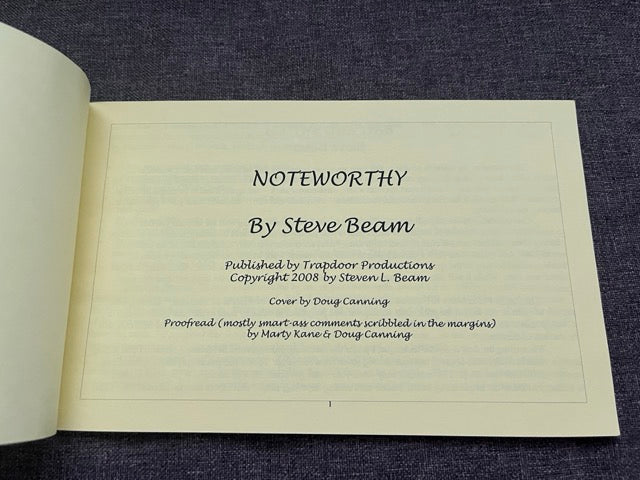 NOTEWORTHY
By Steve Beam
Published by Trapdoor Productions
Copyright 2008 by Steven L. Beam
Cover by Doug Canning
Proofread (mostly smart-ass comments scribbled in the margins)
by Marty Kane & Doug Canning
1